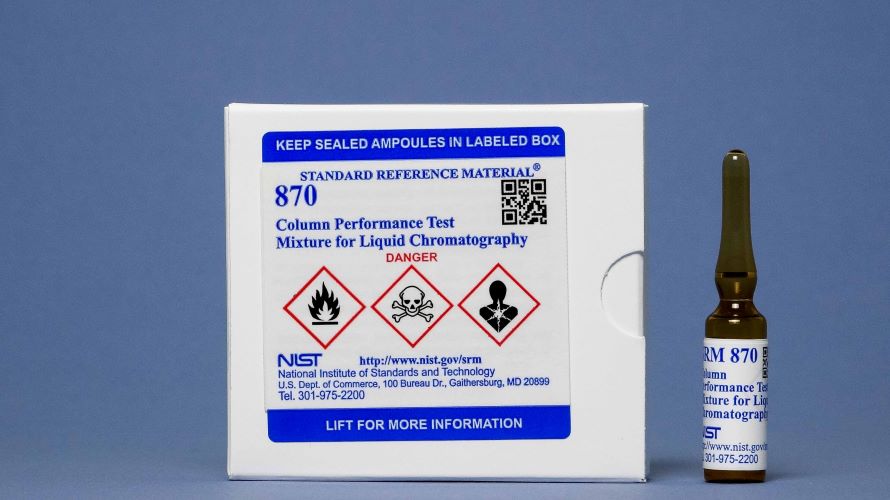 KEEP SEALED AMPOULES IN LABELED BOX
STANDARD REFERENCE MATERIAL®
870
Column Performance Test
Mixture for Liquid Chromatography
DANGER
NIST http://www.nist.gov/srm
National Institute of Standards and Technology
U.S. Dept. of Commerce, 100 Bureau Dr., Gaithersburg, MD 20899
Tel. 301-975-2200
LIFT FOR MORE INFORMATION
RM 870
olumn
erformance Test
ixture for Liq
hromatography
IST
://www.nist.gov/
301-975-2200